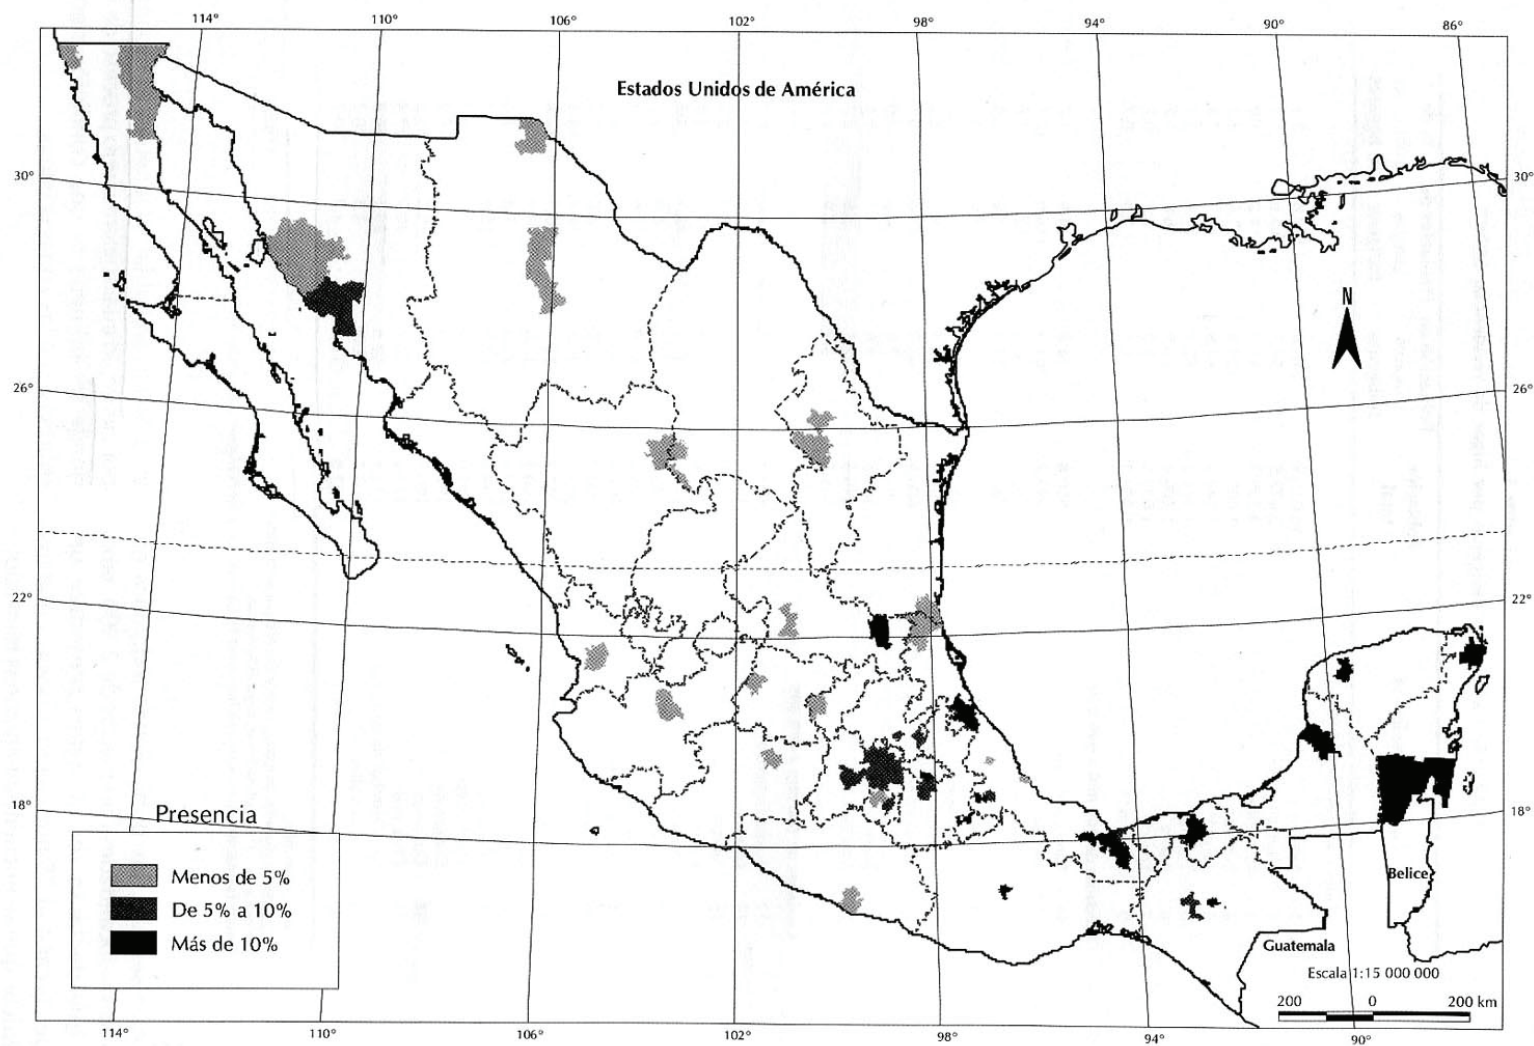 114°
110°
106°
102°
98°
94°
90°
86°
Estados Unidos de América
30°
30°
N
26°
26°
22°
22°
18°
18°
Presencia
Menos de 5%
De 5% a 10%
Más de 10%
Belice
Guatemala
Escala 1:15 000 000
200 0 200 km
114°
110°
106°
102°
98°
94°
90°